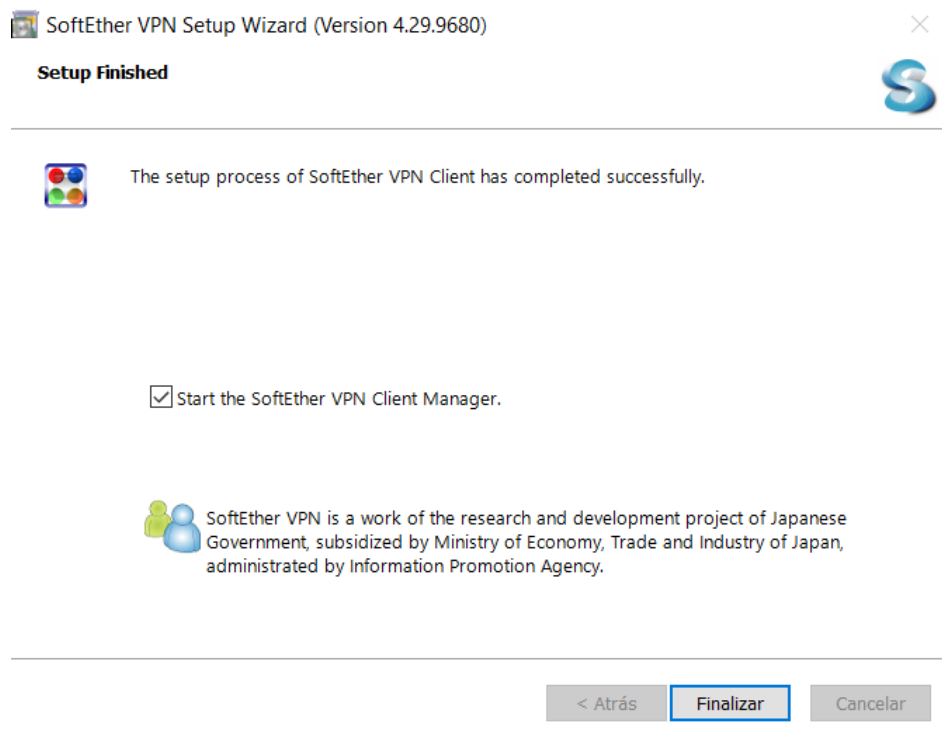 SoftEther VPN Setup Wizard (Version 4.29.9680)
Setup Finished
The setup process of SoftEther VPN Client has completed successfully.
Start the SoftEther VPN Client Manager.
SoftEther VPN is a work of the research and development project of Japanese
Government, subsidized by Ministry of Economy, Trade and Industry of Japan,
administrated by Information Promotion Agency.
< Atrás
Finalizar
Cancelar